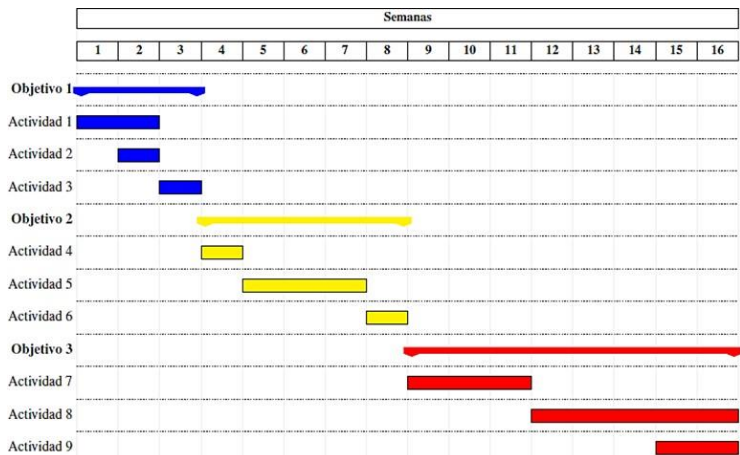 Semanas
1 2 3 4 5 6 7 8 9 10 11 12 13 14 15 16
Objetivo 1
Actividad 1
Actividad 2
Actividad 3
Objetivo 2
Actividad 4
Actividad 5
Actividad 6
Objetivo 3
Actividad 7
Actividad 8
Actividad 9